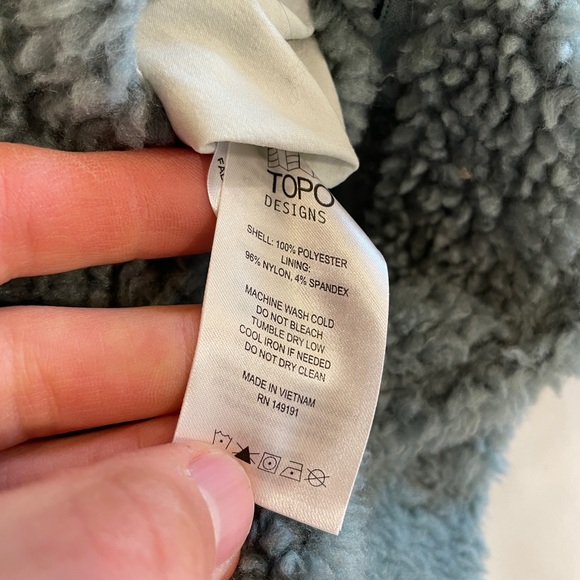 TOPO
DESIGNS
SHELL: 100% POLYESTER
LINING:
96% NYLON, 4% SPANDEX
MACHINE WASH COLD
DO NOT BLEACH
TUMBLE DRY LOW
COOL IRON IF NEEDED
DO NOT DRY CLEAN
MADE IN VIETNAM
RN 149191